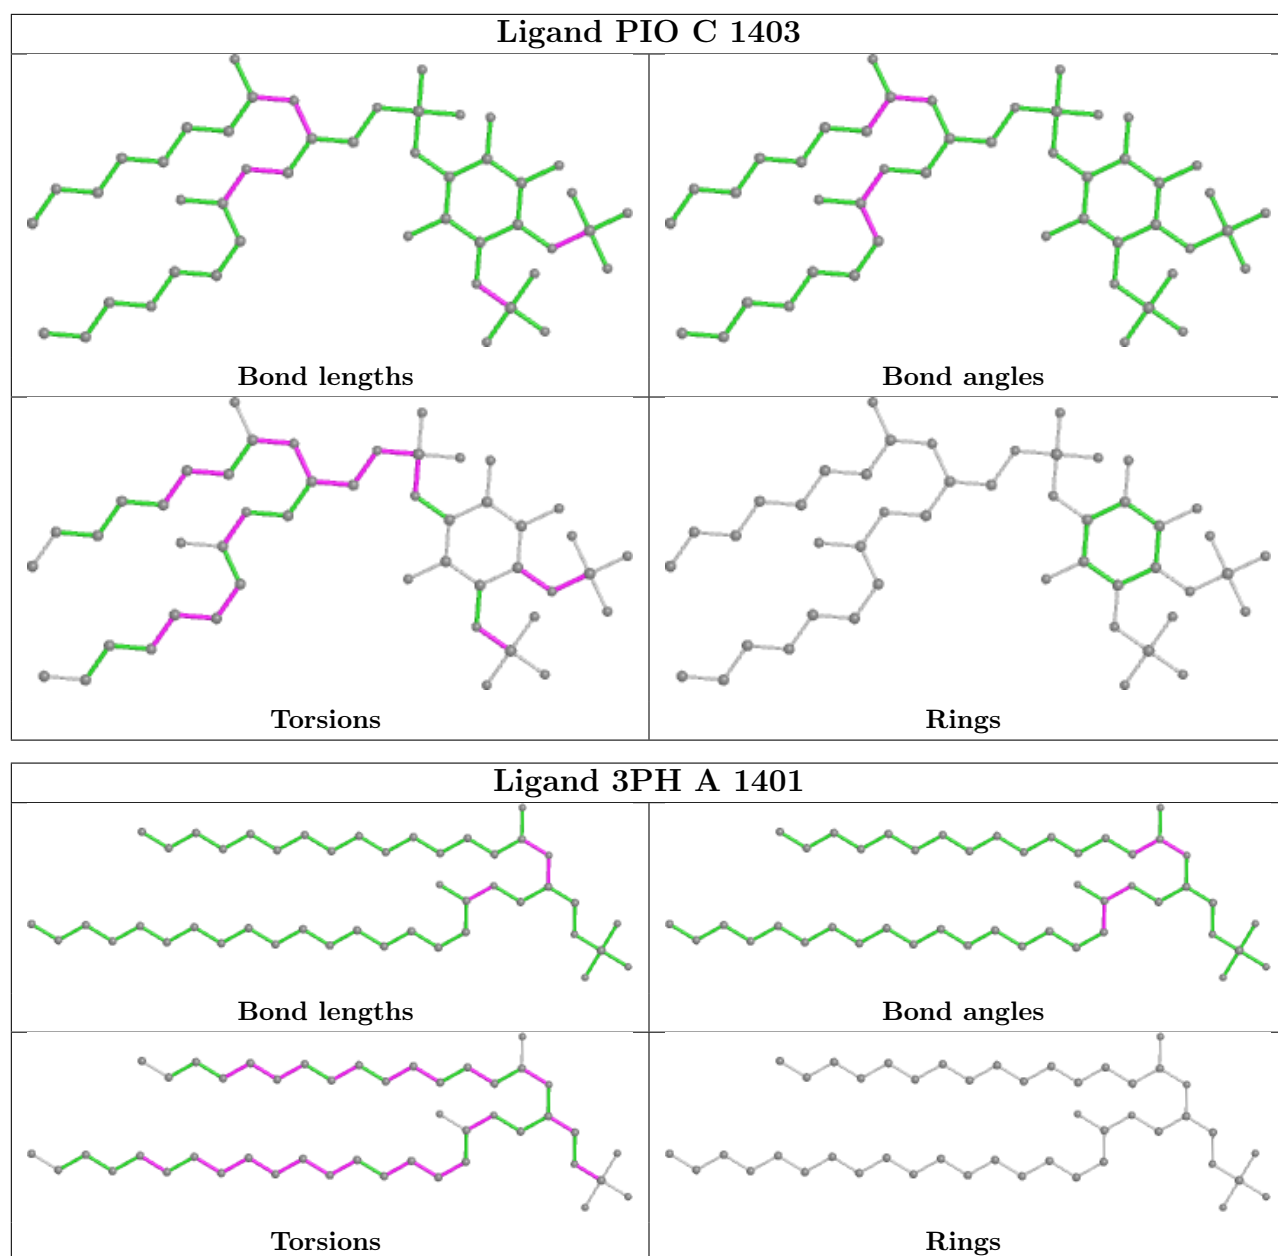 Ligand PIO C 1403
Bond lengths
Bond angles
Torsions
Rings
Ligand 3PH A 1401
Bond lengths
Bond angles
Torsions
Rings